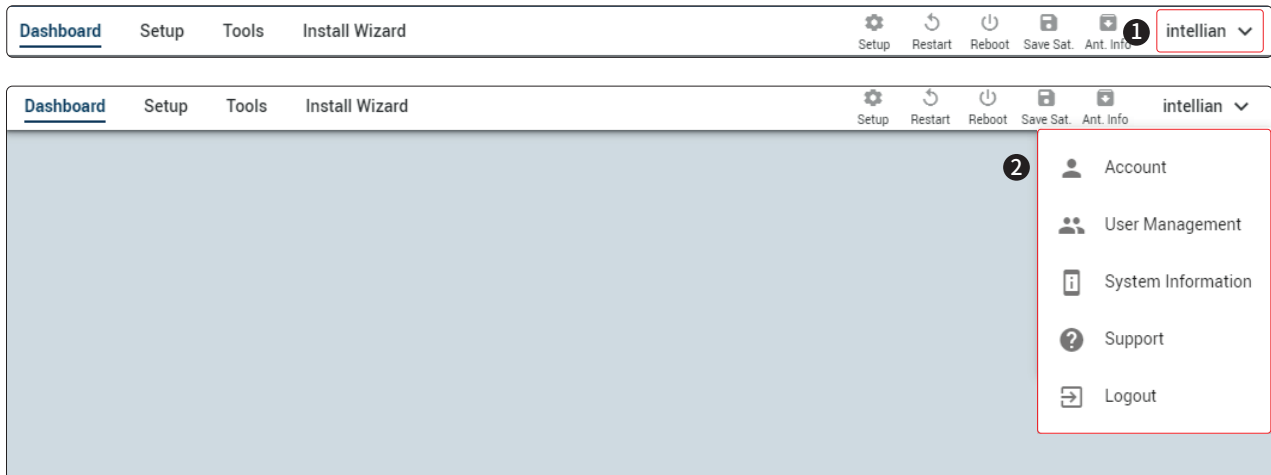 Dashboard Setup Tools Install Wizard Setup Restart Reboot Save Sat. Ant. Info 1 intellian
Dashboard Setup Tools Install Wizard Setup Restart Reboot Save Sat. Ant. Info intellian
2 Account
User Management
System Information
Support
Logout